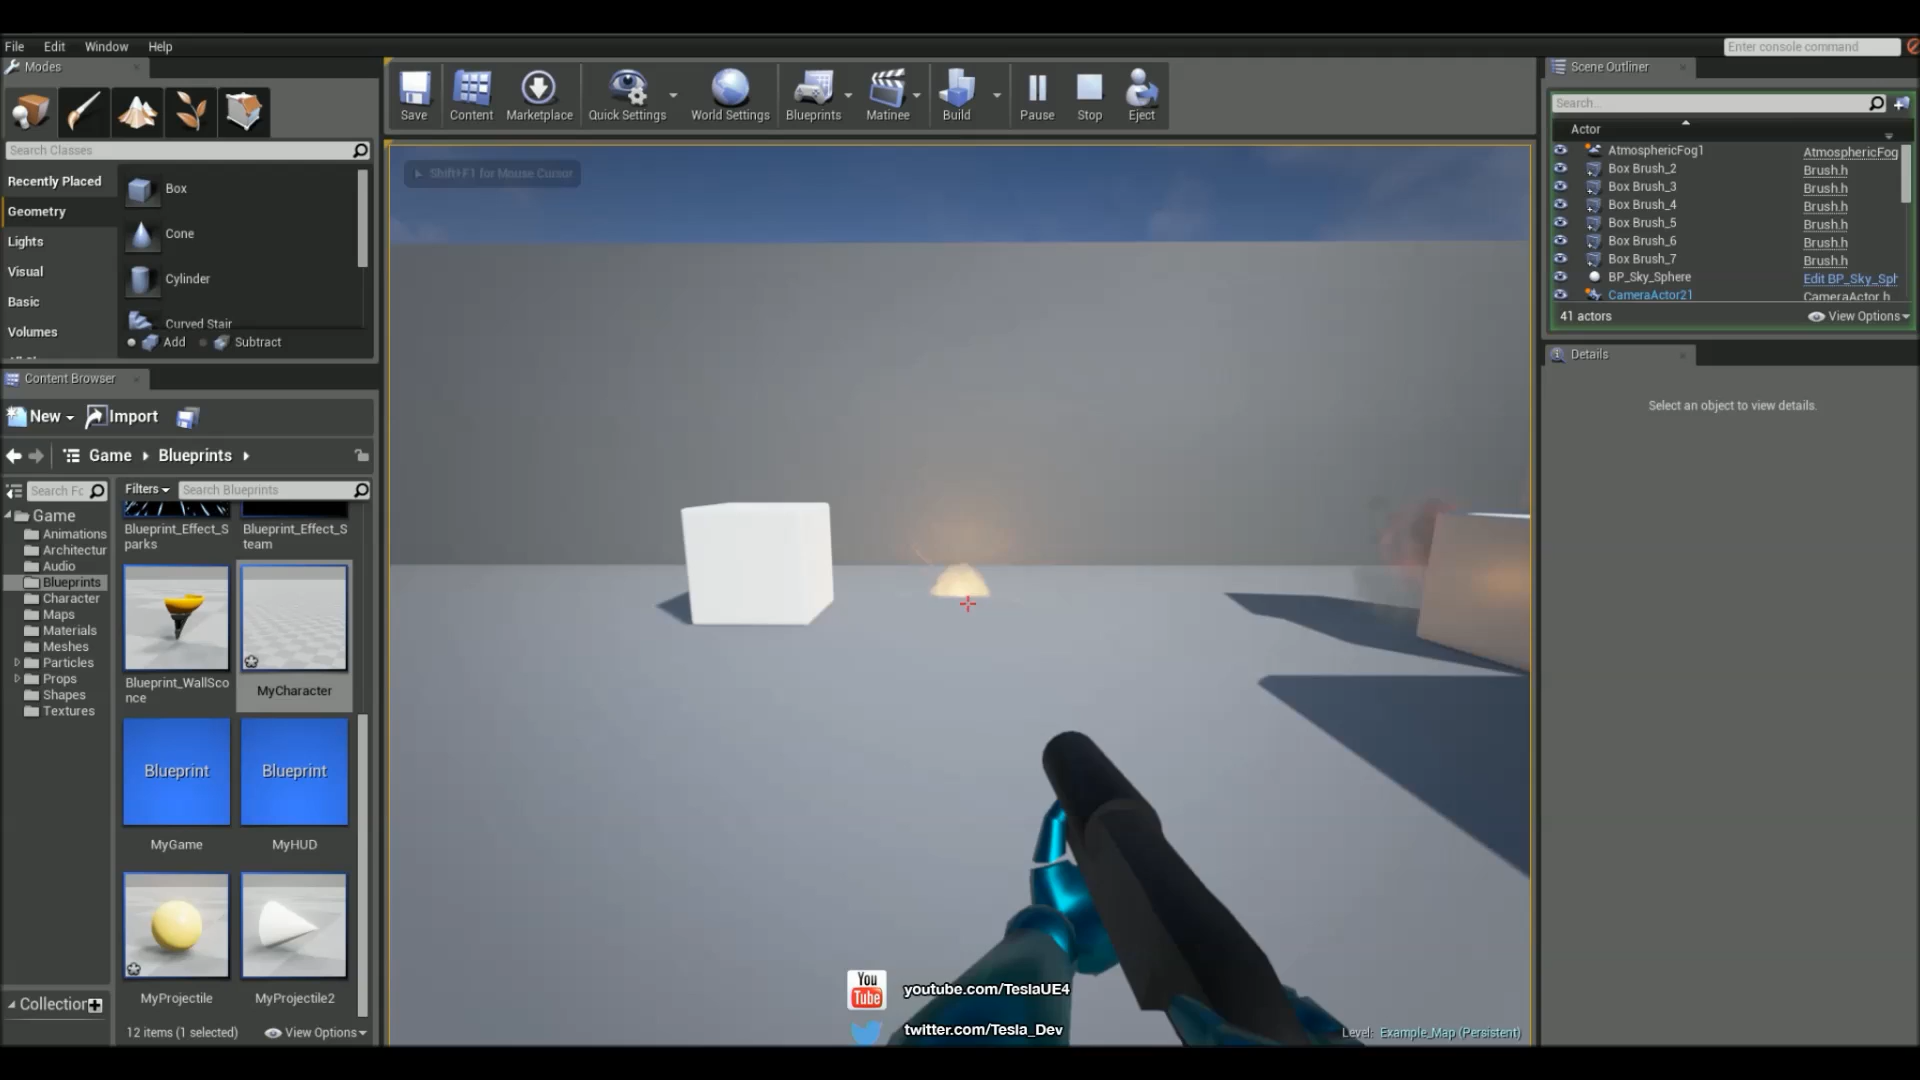 File Edit Window Help
Enter console command
Modes
Save
Content
Marketplace
Quick Settings
World Settings
Blueprints
Matinee
Build
Pause
Stop
Eject
Search Classes
Recently Placed
Geometry
Lights
Visual
Basic
Volumes
Box
Cone
Cylinder
Curved Stair
Add
Subtract
Content Browser
New
Import
Game
Blueprints
Search Fc
Filters
Search Blueprints
Game
Animations
Architectur
Audio
Blueprints
Character
Maps
Materials
Meshes
Particles
Props
Shapes
Textures
Collection
Blueprint_Effect_S
parks
Blueprint_Effect_S
team
Blueprint_WallSco
nce
MyCharacter
Blueprint
Blueprint
MyGame
MyHUD
MyProjectile
MyProjectile2
12 items (1 selected)
View Options
Shift+F1 for Mouse Cursor
You
Tube
youtube.com/TeslaUE4
twitter.com/Tesla_Dev
Level: Example_Map (Persistent)
Scene Outliner
Search...
Actor
AtmosphericFog1 AtmosphericFog
Box Brush_2 Brush.h
Box Brush_3 Brush.h
Box Brush_4 Brush.h
Box Brush_5 Brush.h
Box Brush_6 Brush.h
Box Brush_7 Brush.h
BP_Sky_Sphere Edit BP_Sky_Sph
CameraActor21 CameraActor.h
41 actors
View Options
Details
Select an object to view details.